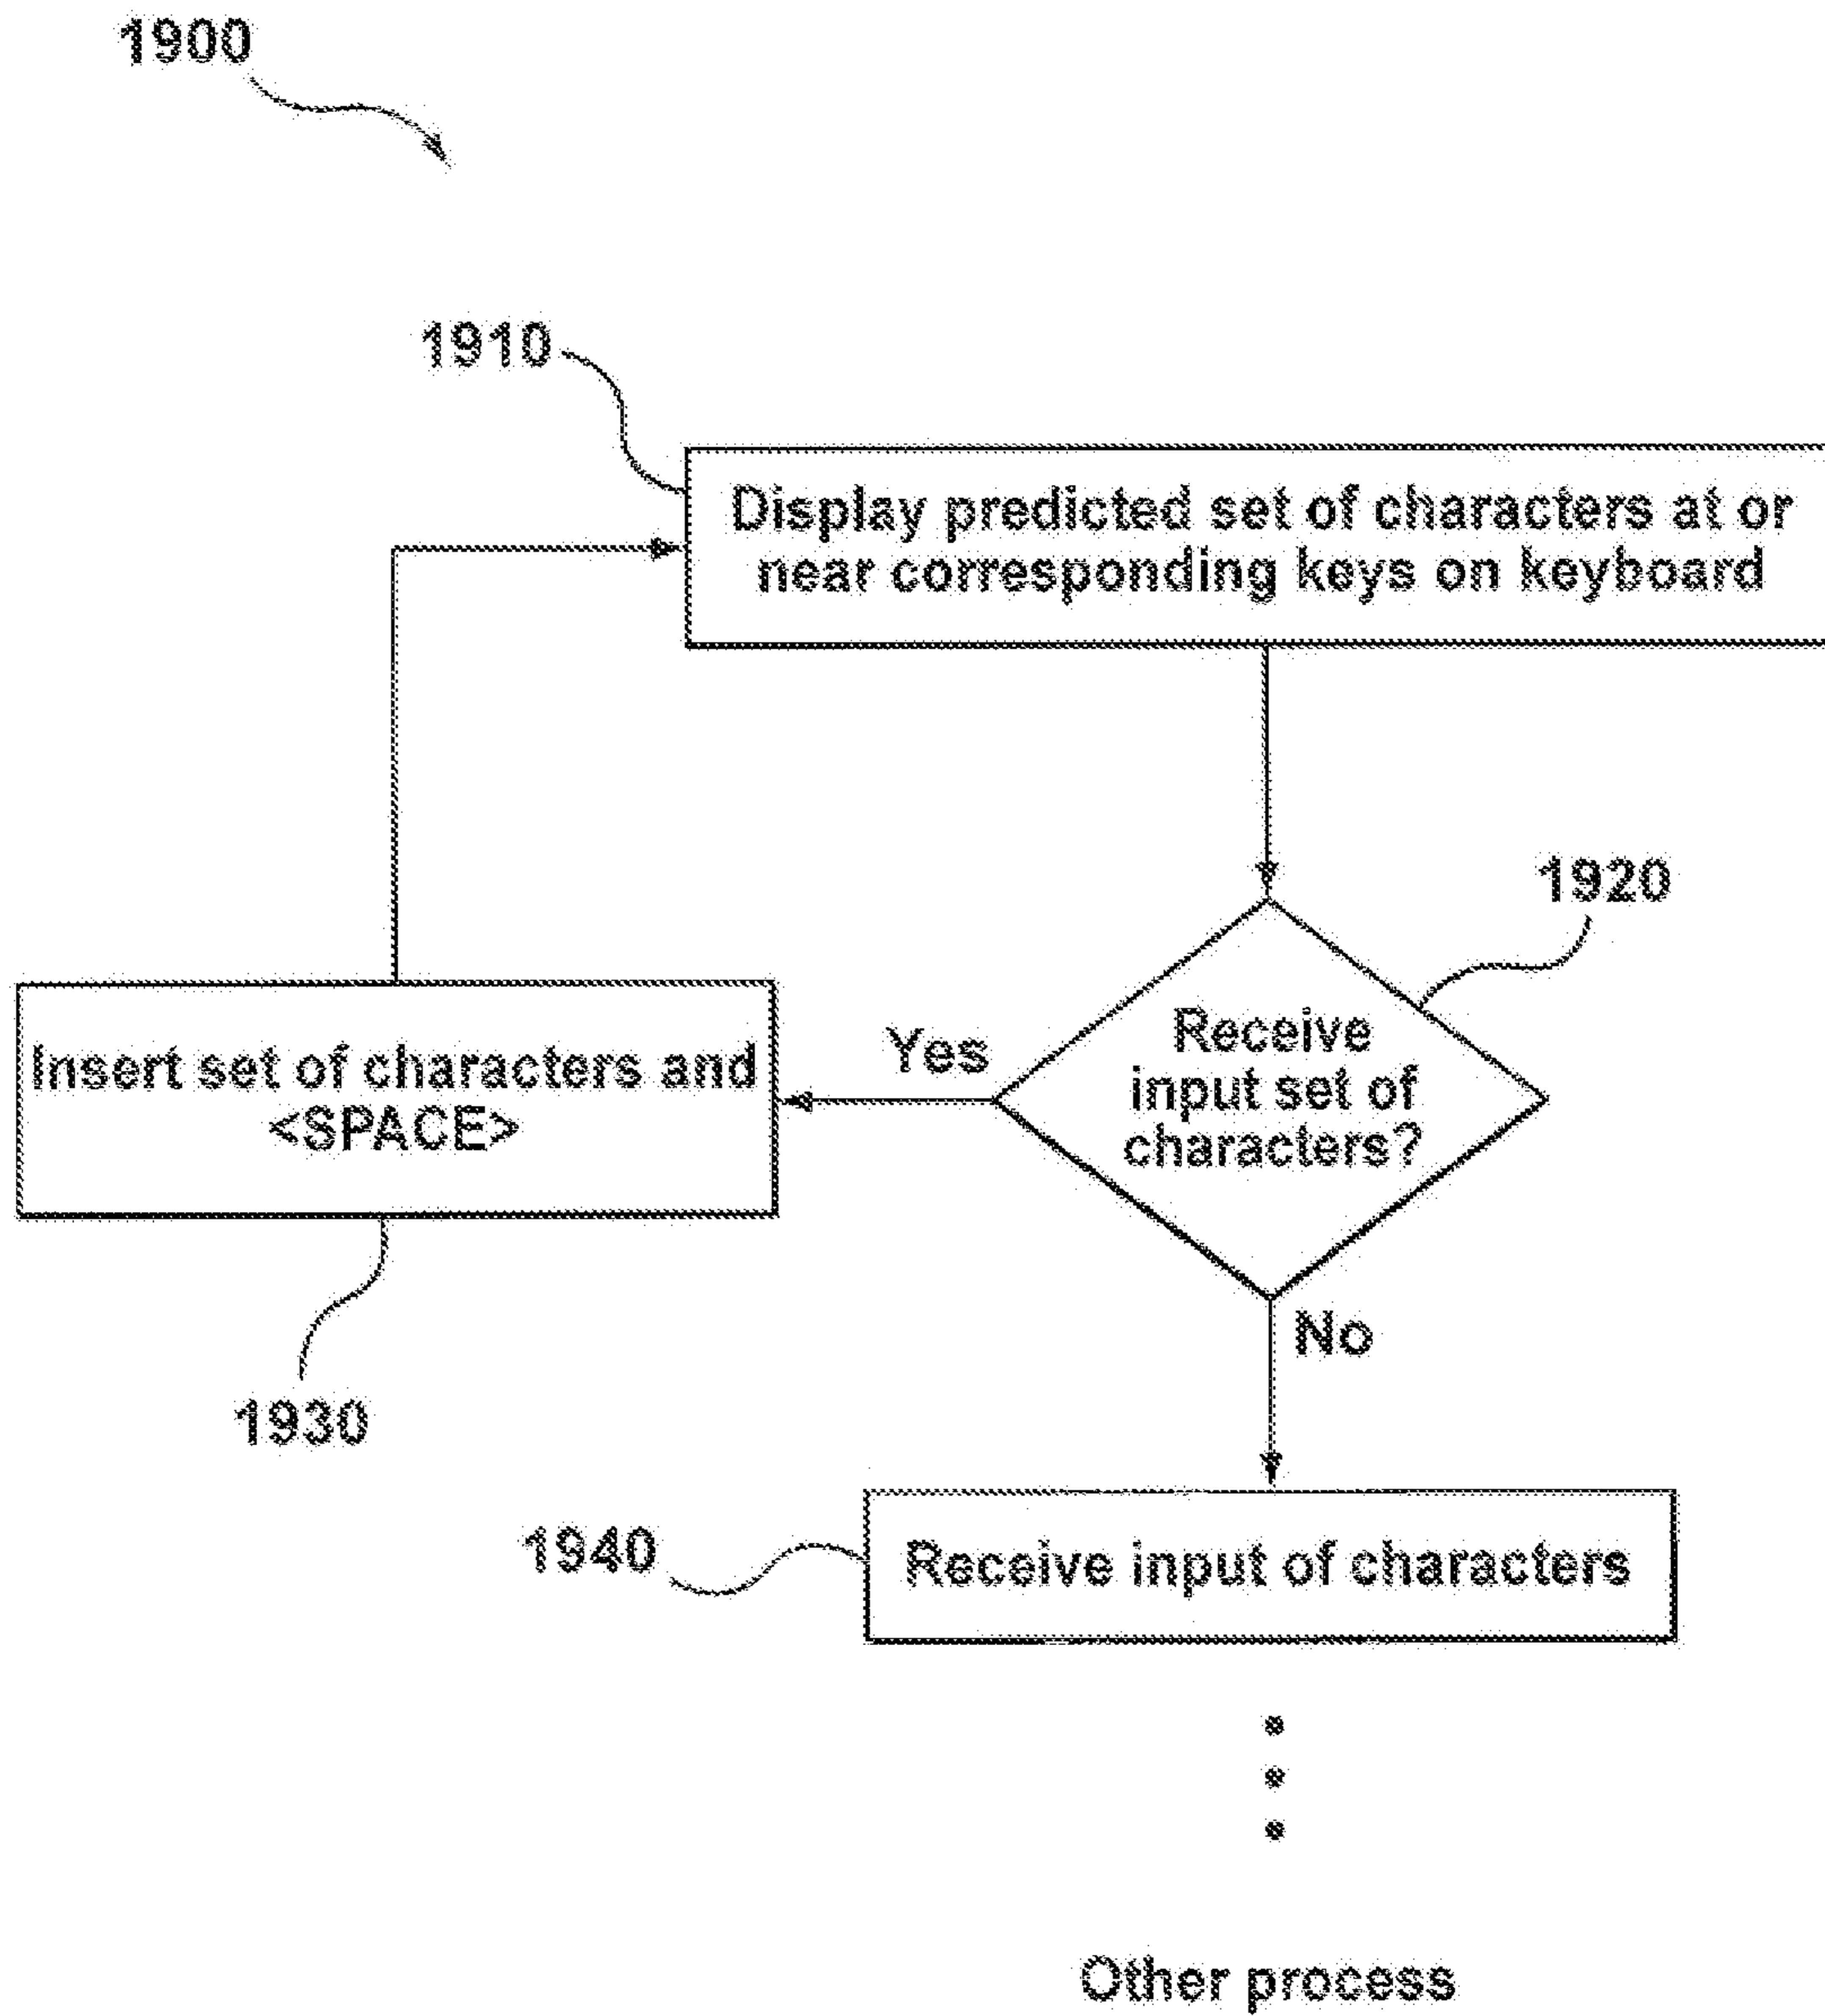 1900
1910
Display predicted set of characters at or
near corresponding keys on keyboard
1920
Receive
input set of
characters?
Yes
Insert set of characters and
<SPACE>
1930
No
1940
Receive input of characters
Other process